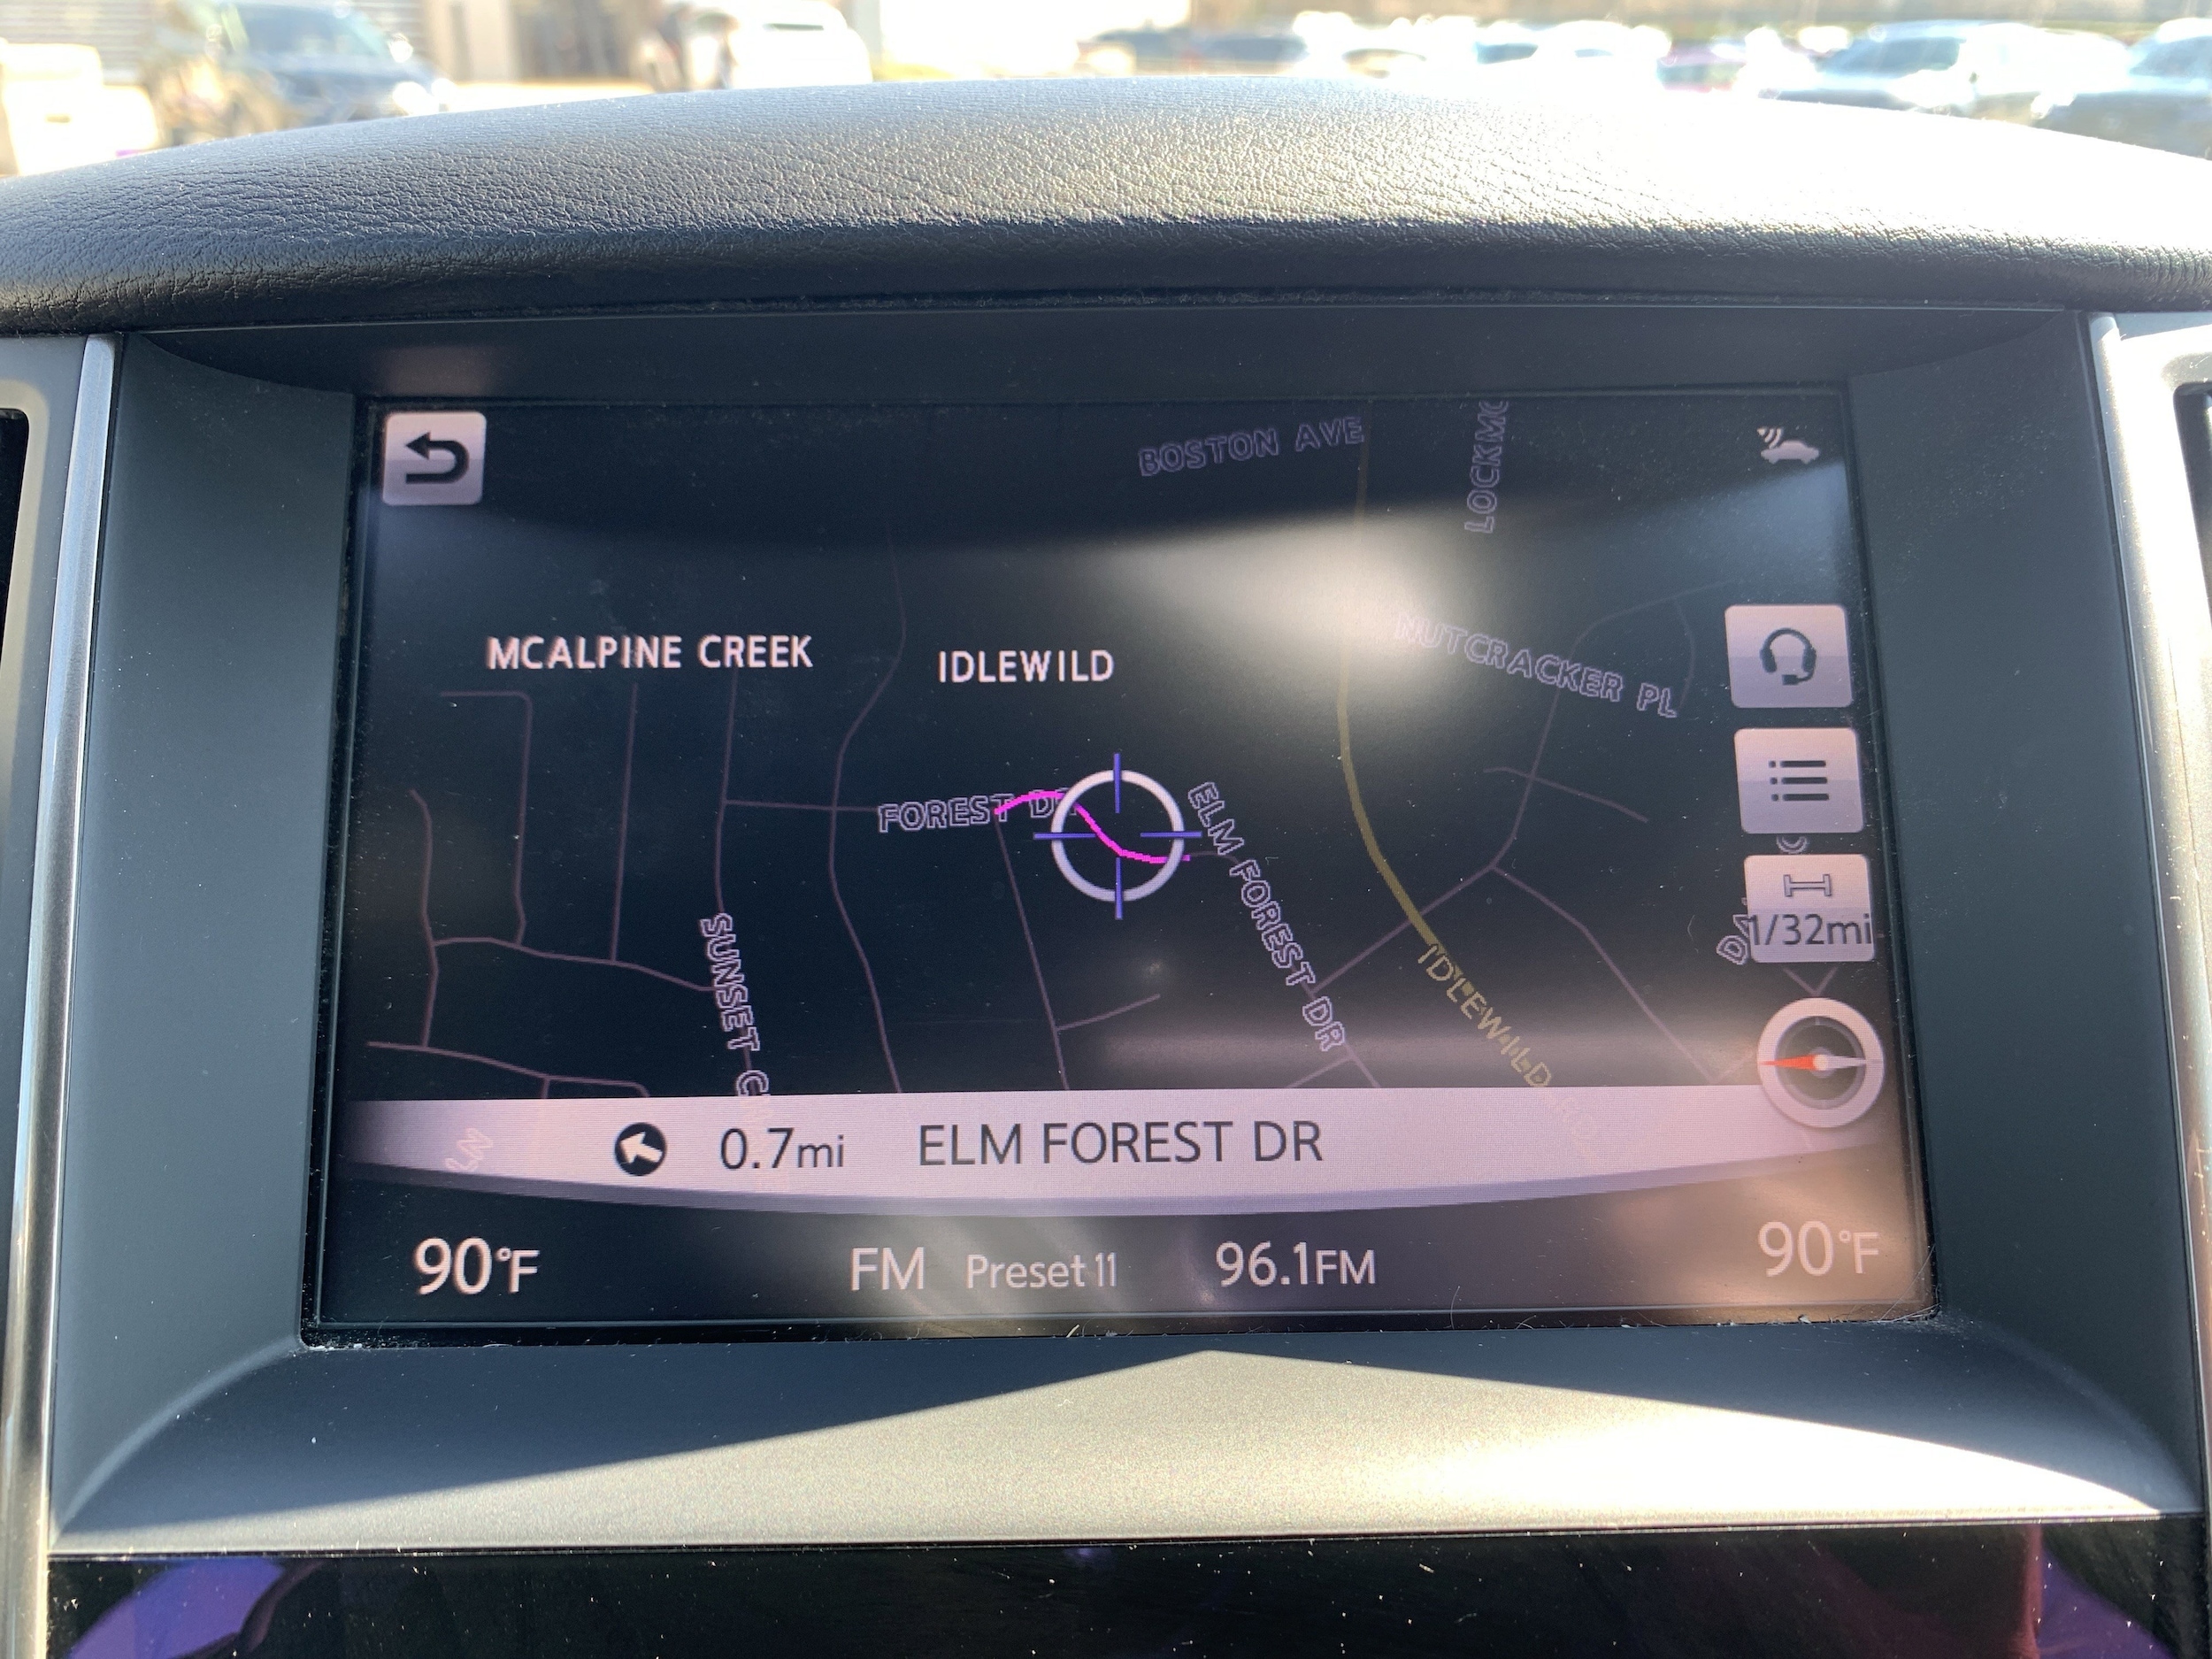 BOSTON AVE
MCALPINE CREEK
IDLEWILD
NUTCRACKER PL
FOREST DR
ELM FOREST DR
SUNSET
IDLEWILD
1/32mi
LN
0.7mi ELM FOREST DR
90°F FM Preset 11 96.1FM 90°F